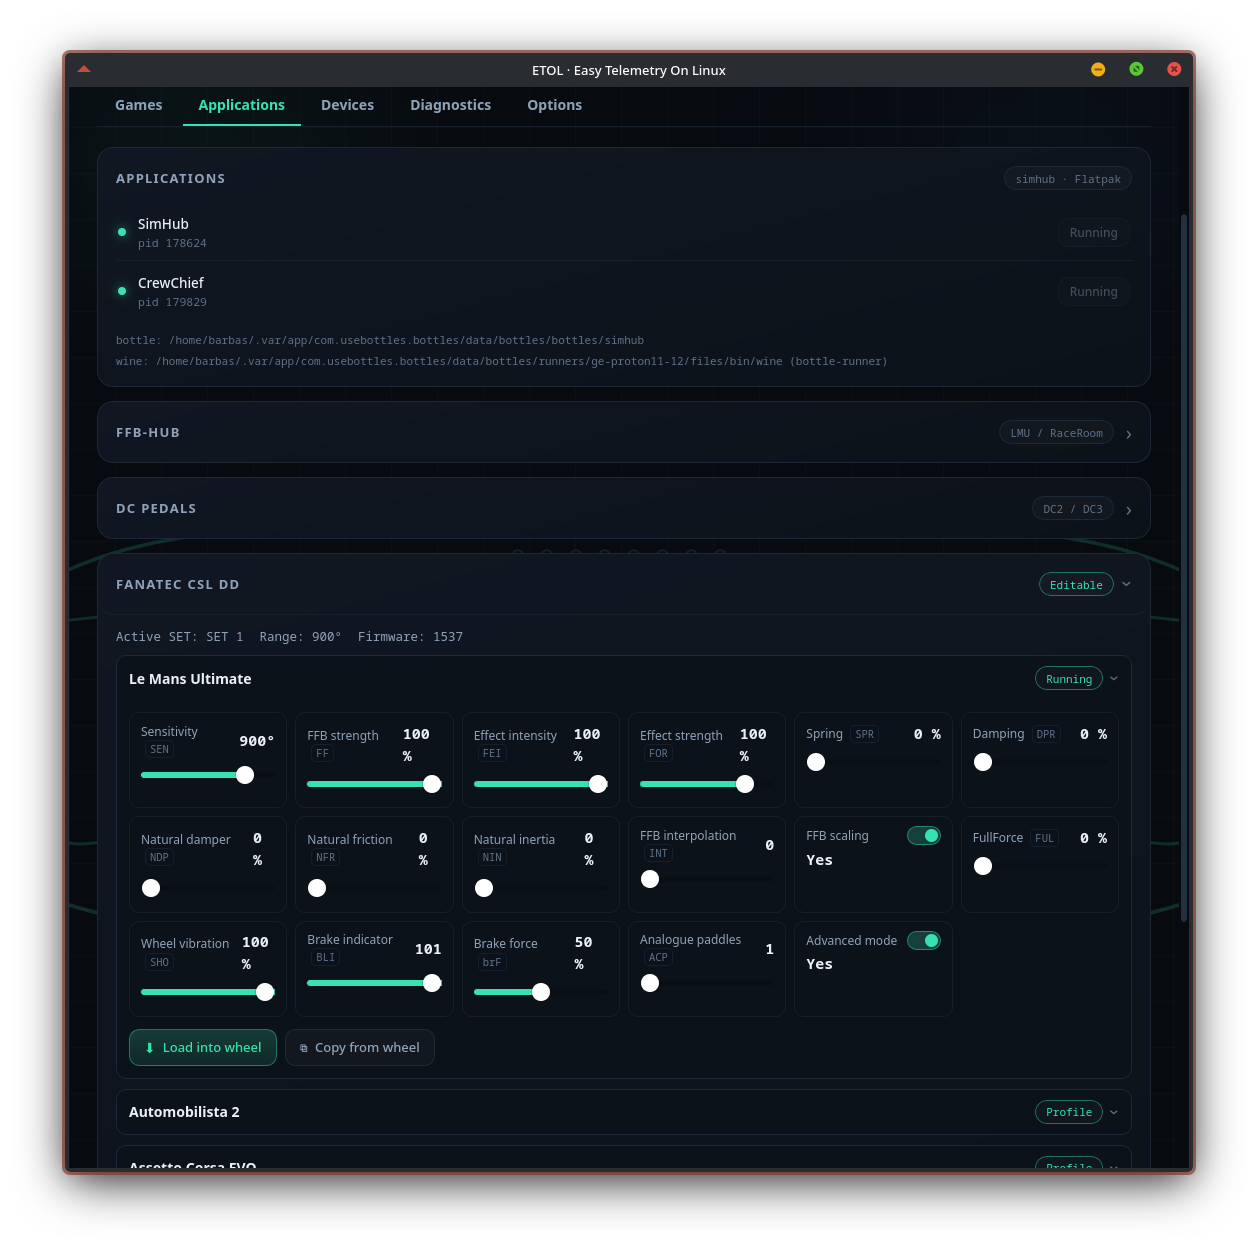 ETOL · Easy Telemetry On Linux
Games Applications Devices Diagnostics Options
APPLICATIONS simhub · Flatpak
SimHub
pid 178624
Running
CrewChief
pid 179829
Running
bottle: /home/barbas/.var/app/com.usebottles.bottles/data/bottles/bottles/simhub
wine: /home/barbas/.var/app/com.usebottles.bottles/data/bottles/runners/ge-proton11-12/files/bin/wine (bottle-runner)
FFB-HUB LMU / RaceRoom
DC PEDALS DC2 / DC3
FANATEC CSL DD Editable
Active SET: SET 1 Range: 900° Firmware: 1537
Le Mans Ultimate Running
Sensitivity SEN 900°
FFB strength FF 100 %
Effect intensity FEI 100 %
Effect strength FOR 100 %
Spring SPR 0 %
Damping DPR 0 %
Natural damper NDP 0 %
Natural friction NFR 0 %
Natural inertia NIN 0 %
FFB interpolation INT 0
FFB scaling
Yes
FullForce FUL 0 %
Wheel vibration SHO 100 %
Brake indicator BLI 101
Brake force brF 50 %
Analogue paddles ACP 1
Advanced mode
Yes
Load into wheel Copy from wheel
Automobilista 2 Profile
Assetto Corsa EVO Profile